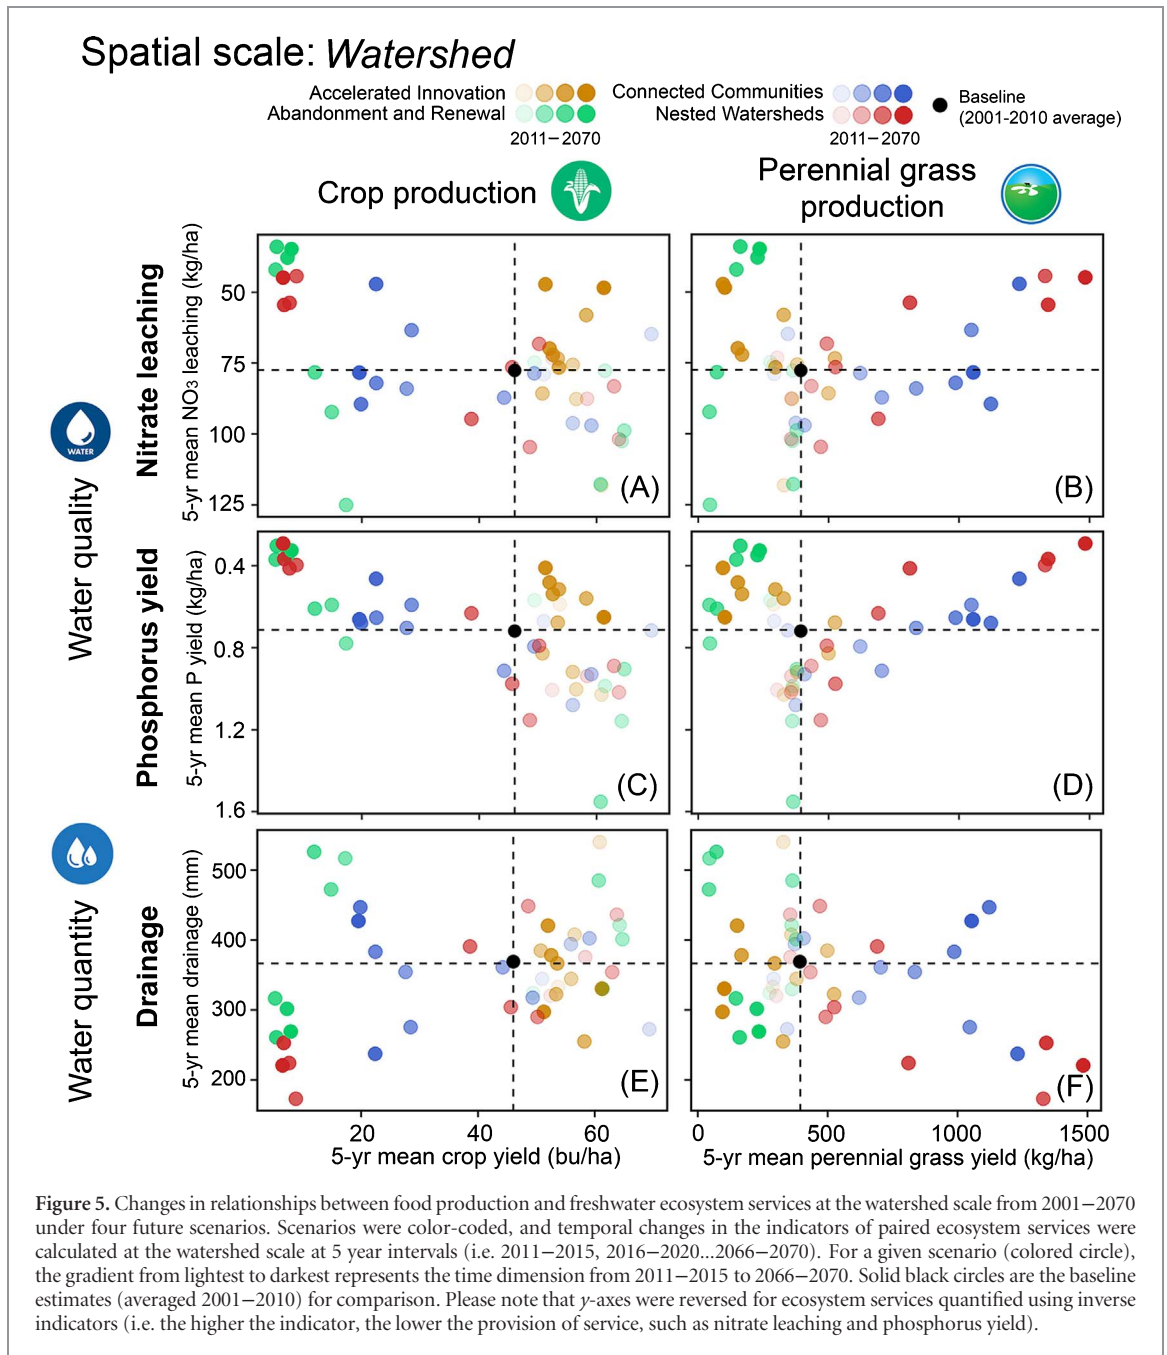 Spatial scale: Watershed
Accelerated Innovation
Abandonment and Renewal
2011–2070
Connected Communities
Nested Watersheds
2011–2070
Baseline
(2001-2010 average)
Crop production
Perennial grass
production
Water quality
WATER
Nitrate leaching
5-yr mean NO3 leaching (kg/ha)
50
75
100
125
(A)
(B)
Phosphorus yield
5-yr mean P yield (kg/ha)
0.4
0.8
1.2
1.6
(C)
(D)
Water quantity
Drainage
5-yr mean drainage (mm)
500
400
300
200
(E)
(F)
20 40 60
0 500 1000 1500
5-yr mean crop yield (bu/ha)
5-yr mean perennial grass yield (kg/ha)
Figure 5. Changes in relationships between food production and freshwater ecosystem services at the watershed scale from 2001–2070
under four future scenarios. Scenarios were color-coded, and temporal changes in the indicators of paired ecosystem services were
calculated at the watershed scale at 5 year intervals (i.e. 2011–2015, 2016–2020...2066–2070). For a given scenario (colored circle),
the gradient from lightest to darkest represents the time dimension from 2011–2015 to 2066–2070. Solid black circles are the baseline
estimates (averaged 2001–2010) for comparison. Please note that y-axes were reversed for ecosystem services quantified using inverse
indicators (i.e. the higher the indicator, the lower the provision of service, such as nitrate leaching and phosphorus yield).